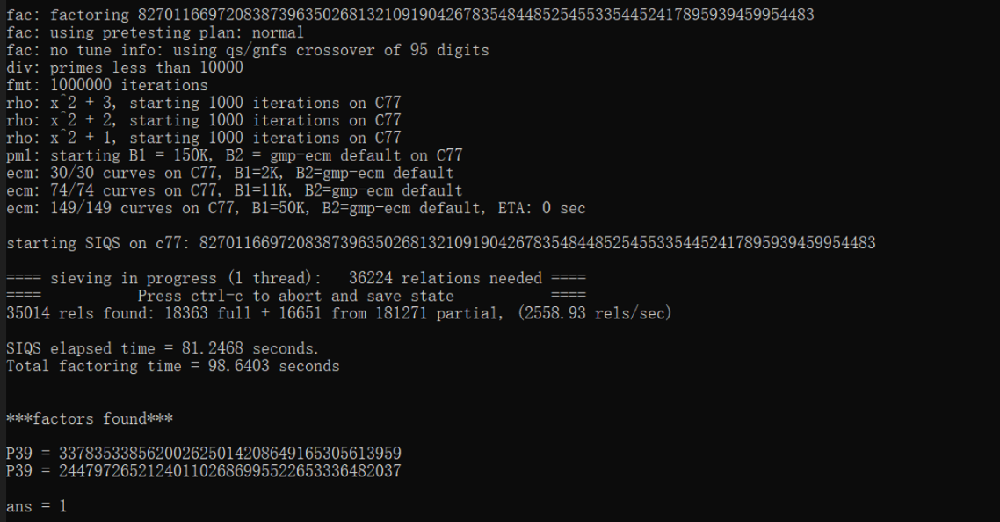 fac: factoring 82701166972083873963502681321091904267835484485254553354452417895939459954483
fac: using pretesting plan: normal
fac: no tune info: using qs/gnfs crossover of 95 digits
div: primes less than 10000
fmt: 1000000 iterations
rho: x^2 + 3, starting 1000 iterations on C77
rho: x^2 + 2, starting 1000 iterations on C77
rho: x^2 + 1, starting 1000 iterations on C77
pm1: starting B1 = 150K, B2 = gmp-ecm default on C77
ecm: 30/30 curves on C77, B1=2K, B2=gmp-ecm default
ecm: 74/74 curves on C77, B1=11K, B2=gmp-ecm default
ecm: 149/149 curves on C77, B1=50K, B2=gmp-ecm default, ETA: 0 sec
starting SIQS on c77: 82701166972083873963502681321091904267835484485254553354452417895939459954483
==== sieving in progress (1 thread):   36224 relations needed ====
====           Press ctrl-c to abort and save state           ====
35014 rels found: 18363 full + 16651 from 181271 partial, (2558.93 rels/sec)
SIQS elapsed time = 81.2468 seconds.
Total factoring time = 98.6403 seconds
***factors found***
P39 = 337835338562002625014208649165305613959
P39 = 244797265212401102686995522653336482037
ans = 1